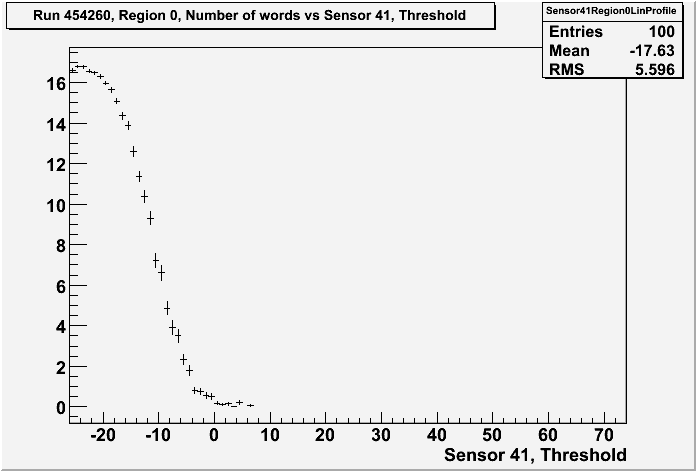 Run 454260, Region 0, Number of words vs Sensor 41, Threshold
Sensor41Region0LinProfile
Entries 100
Mean -17.63
RMS 5.596
16
14
12
10
8
6
4
2
0
-20 -10 0 10 20 30 40 50 60 70
Sensor 41, Threshold